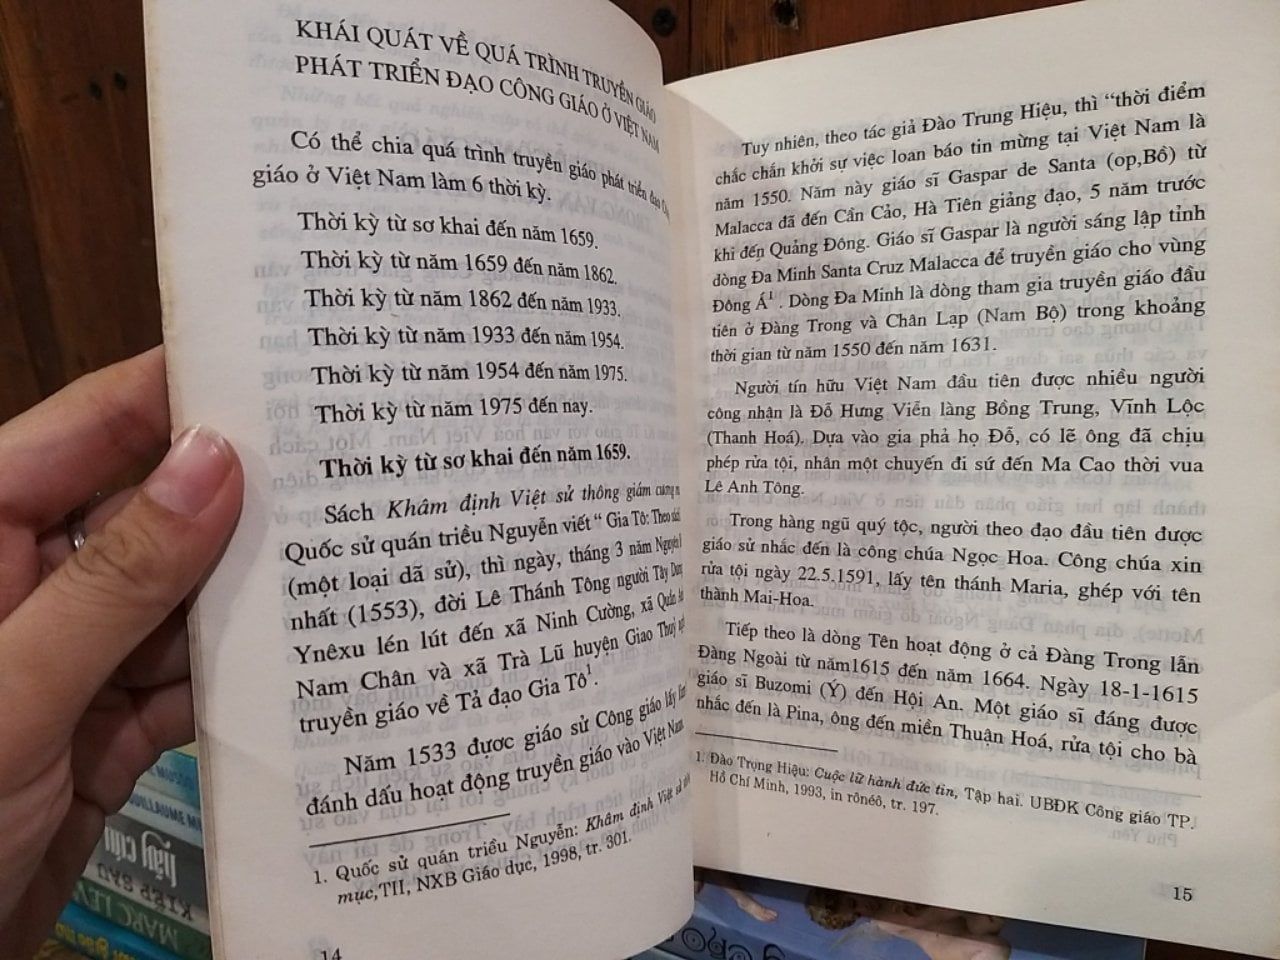 KHÁI QUÁT VỀ QUÁ TRÌNH TRUYỀN GIÁO
PHÁT TRIỂN ĐẠO CÔNG GIÁO Ở VIỆT NAM
Có thể chia quá trình truyền giáo phát triển đạo
giáo ở Việt Nam làm 6 thời kỳ.
Thời kỳ từ sơ khai đến năm 1659.
Thời kỳ từ năm 1659 đến năm 1862.
Thời kỳ từ năm 1862 đến năm 1933.
Thời kỳ từ năm 1933 đến năm 1954.
Thời kỳ từ năm 1954 đến năm 1975.
Thời kỳ từ năm 1975 đến nay.
Thời kỳ từ sơ khai đến năm 1659.
Sách Khâm định Việt sử thông giám cương
Quốc sử quán triều Nguyễn viết “ Gia Tô: Theo
(một loại dã sử), thì ngày, tháng 3 năm Nguyên
nhất (1553), đời Lê Thánh Tông người Tây
Ynêxu lén lút đến xã Ninh Cường, xã Quần
Nam Chân và xã Trà Lũ huyện Giao Thuỷ
truyền giáo về Tả đạo Gia Tô1.
Năm 1533 đươc giáo sử Công giáo lấy
đánh dấu hoạt động truyền giáo vào Việt Nam
1. Quốc sử quán triều Nguyễn: Khâm định Việt sử
mục,TII, NXB Giáo dục, 1998, tr. 301.
14
Tuy nhiên, theo tác giả Đào Trung Hiệu, thì “thời điểm
chắc chắn khởi sự việc loan báo tin mừng tại Việt Nam là
năm 1550. Năm này giáo sĩ Gaspar de Santa (op,Bồ) từ
Malacca đã đến Cần Cảo, Hà Tiên giảng đạo, 5 năm trước
khi đến Quảng Đông. Giáo sĩ Gaspar là người sáng lập tỉnh
dòng Đa Minh Santa Cruz Malacca để truyền giáo cho vùng
Đông Á1 . Dòng Đa Minh là dòng tham gia truyền giáo đầu
tiên ở Đàng Trong và Chân Lạp (Nam Bộ) trong khoảng
thời gian từ năm 1550 đến năm 1631.
Người tín hữu Việt Nam đầu tiên được nhiều người
công nhận là Đỗ Hưng Viễn làng Bồng Trung, Vĩnh Lộc
(Thanh Hoá). Dựa vào gia phả họ Đỗ, có lẽ ông đã chịu
phép rửa tội, nhân một chuyến đi sứ đến Ma Cao thời vua
Lê Anh Tông.
Trong hàng ngũ quý tộc, người theo đạo đầu tiên được
giáo sử nhắc đến là công chúa Ngọc Hoa. Công chúa xin
rửa tội ngày 22.5.1591, lấy tên thánh Maria, ghép với tên
thành Mai-Hoa.
Tiếp theo là dòng Tên hoạt động ở cả Đàng Trong lẫn
Đàng Ngoài từ năm1615 đến năm 1664. Ngày 18-1-1615
giáo sĩ Buzomi (Ý) đến Hội An. Một giáo sĩ đáng được
nhắc đến là Pina, ông đến miền Thuận Hoá, rửa tội cho bà
1. Đào Trọng Hiệu: Cuộc lữ hành đức tin, Tập hai. UBĐK Công giáo TP.
Hồ Chí Minh, 1993, in rônéô, tr. 197.
15
GUILLAUME
KIẾP SAU
MARC